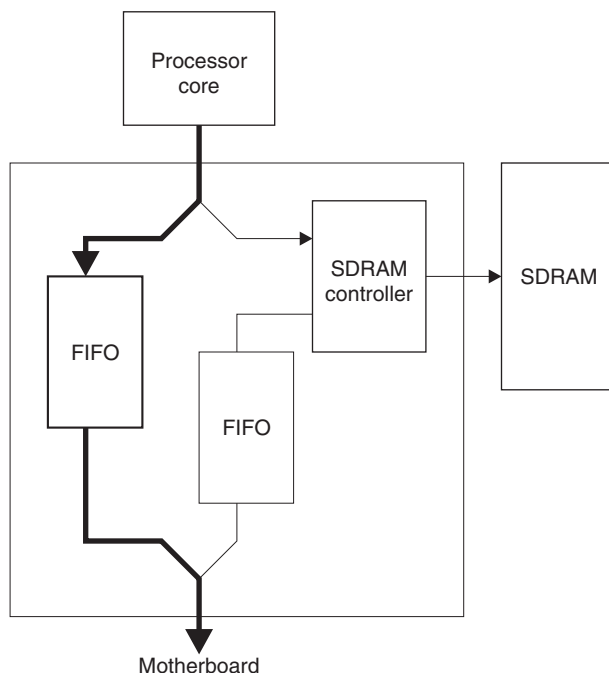 Processor
core
SDRAM
controller
SDRAM
FIFO
FIFO
Motherboard